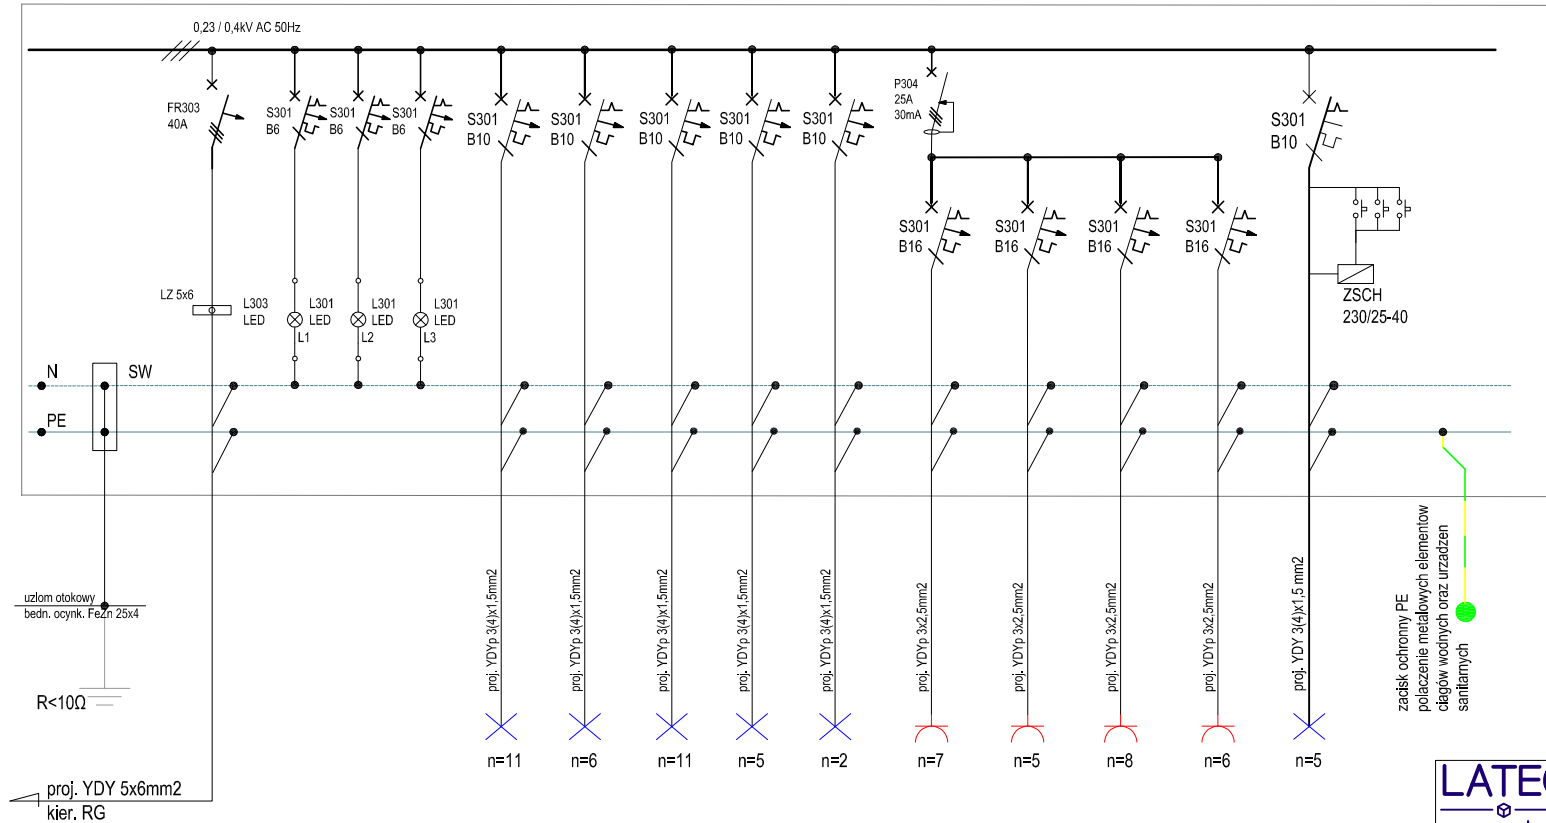 0,23 / 0,4kV AC 50Hz
FR303
40A
S301
B6
S301
B6
S301
B6
S301
B10
S301
B10
S301
B10
S301
B10
S301
B10
P304
25A
30mA
S301
B10
S301
B16
S301
B16
S301
B16
S301
B16
ZSCH
230/25-40
LZ 5x6
L303
LED
L301
LED
L1
L301
LED
L2
L301
LED
L3
N
SW
PE
uzlom otokowy
bedn. ocynk. FeZn 25x4
R<10Ω
proj. YDYp 3(4)x1.5mm2
proj. YDYp 3(4)x1.5mm2
proj. YDYp 3(4)x1.5mm2
proj. YDYp 3(4)x1.5mm2
proj. YDYp 3(4)x1.5mm2
proj. YDYp 3x2,5mm2
proj. YDYp 3x2,5mm2
proj. YDYp 3x2,5mm2
proj. YDYp 3x2,5mm2
proj. YDY 3(4)x1,5 mm2
zacisk ochronny PE
polaczenie metalowych elementow
ciagów wodnych oraz urzadzen
sanitarnych
n=11
n=6
n=11
n=5
n=2
n=7
n=5
n=8
n=6
n=5
proj. YDY 5x6mm2
kier. RG